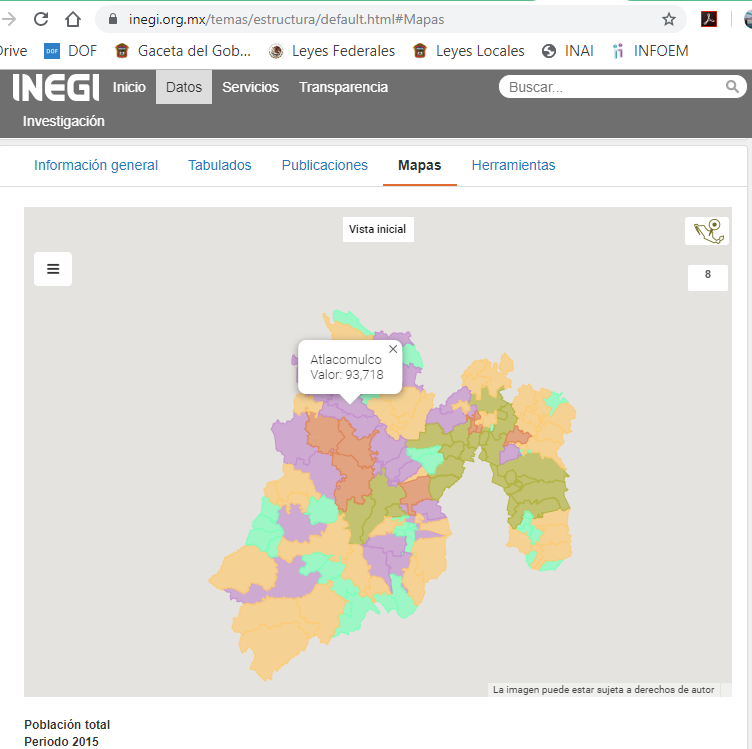 inegi.org.mx/temas/estructura/default.html#Mapas
Drive DOF DOF Gaceta del Gob... Leyes Federales Leyes Locales INAI INFOEM
INEGI Inicio Datos Servicios Transparencia Buscar...
Investigación
Información general Tabulados Publicaciones Mapas Herramientas
Vista inicial
8
Atlacomulco
Valor: 93,718
La imagen puede estar sujeta a derechos de autor
Población total
Periodo 2015